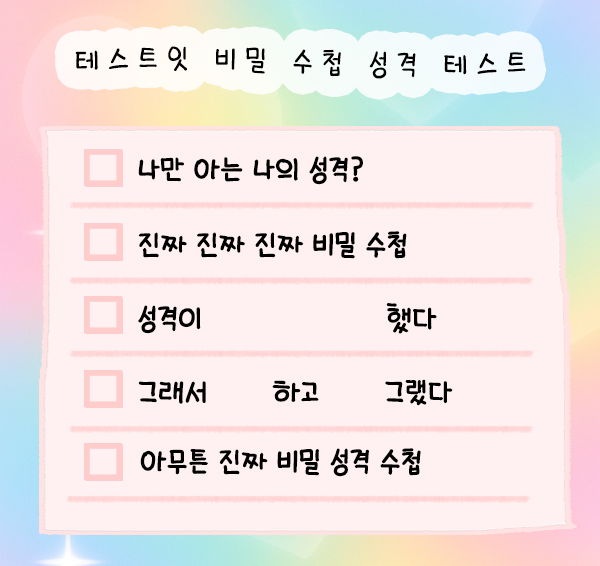 테스트잇 비밀 수첩 성격 테스트
나만 아는 나의 성격?
진짜 진짜 진짜 비밀 수첩
성격이 했다
그래서 하고 그랬다
아무튼 진짜 비밀 성격 수첩